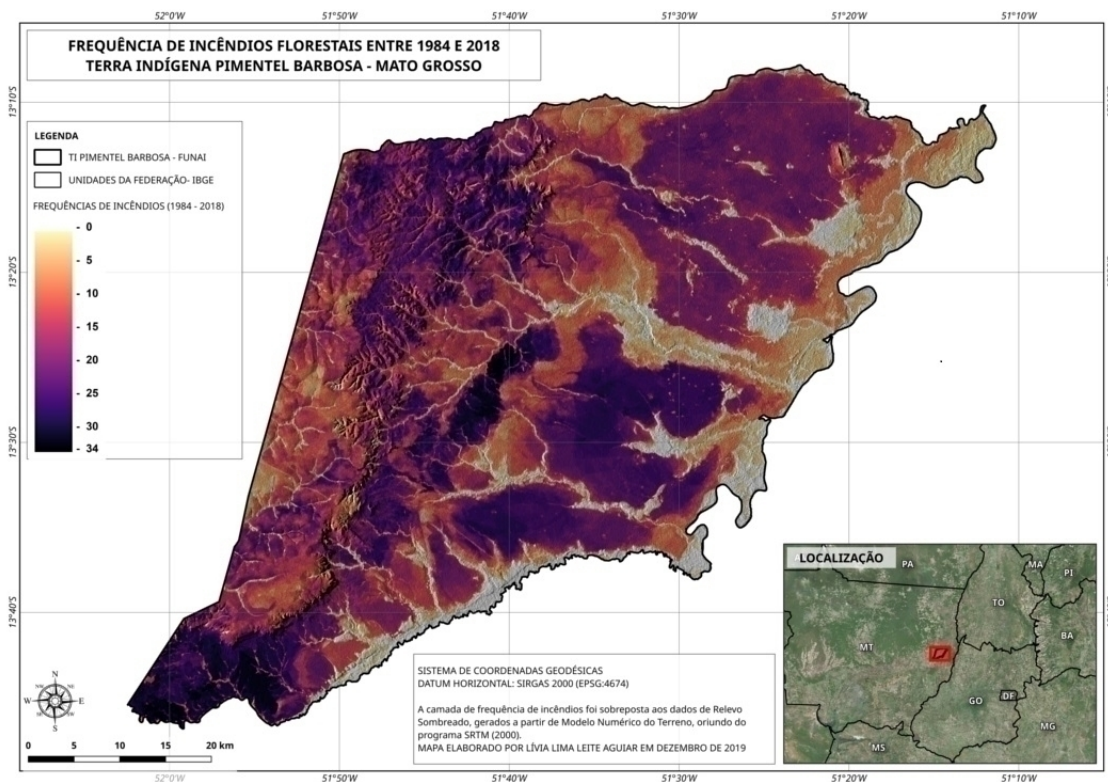 52°0'W 51°50'W 51°40'W 51°30'W 51°20'W 51°10'W
FREQUÊNCIA DE INCÊNDIOS FLORESTAIS ENTRE 1984 E 2018
TERRA INDÍGENA PIMENTEL BARBOSA - MATO GROSSO
13°10'S
LEGENDA
TI PIMENTEL BARBOSA - FUNAI
UNIDADES DA FEDERAÇÃO- IBGE
FREQUÊNCIAS DE INCÊNDIOS (1984 - 2018)
- 0
- 5
- 10
- 15
- 20
- 25
- 30
- 34
13°20'S
13°30'S
13°40'S
LOCALIZAÇÃO
PA
MA
PI
TO
BA
MT
GO
DF
MG
MS
N
NW
NE
W
E
SW
SE
S
0 5 10 15 20 km
SISTEMA DE COORDENADAS GEODÉSICAS
DATUM HORIZONTAL: SIRGAS 2000 (EPSG:4674)
A camada de frequência de incêndios foi sobreposta aos dados de Relevo
Sombreado, gerados a partir de Modelo Numérico do Terreno, oriundo do
programa SRTM (2000).
MAPA ELABORADO POR LÍVIA LIMA LEITE AGUIAR EM DEZEMBRO DE 2019
52°0'W 51°50'W 51°40'W 51°30'W 51°20'W 51°10'W